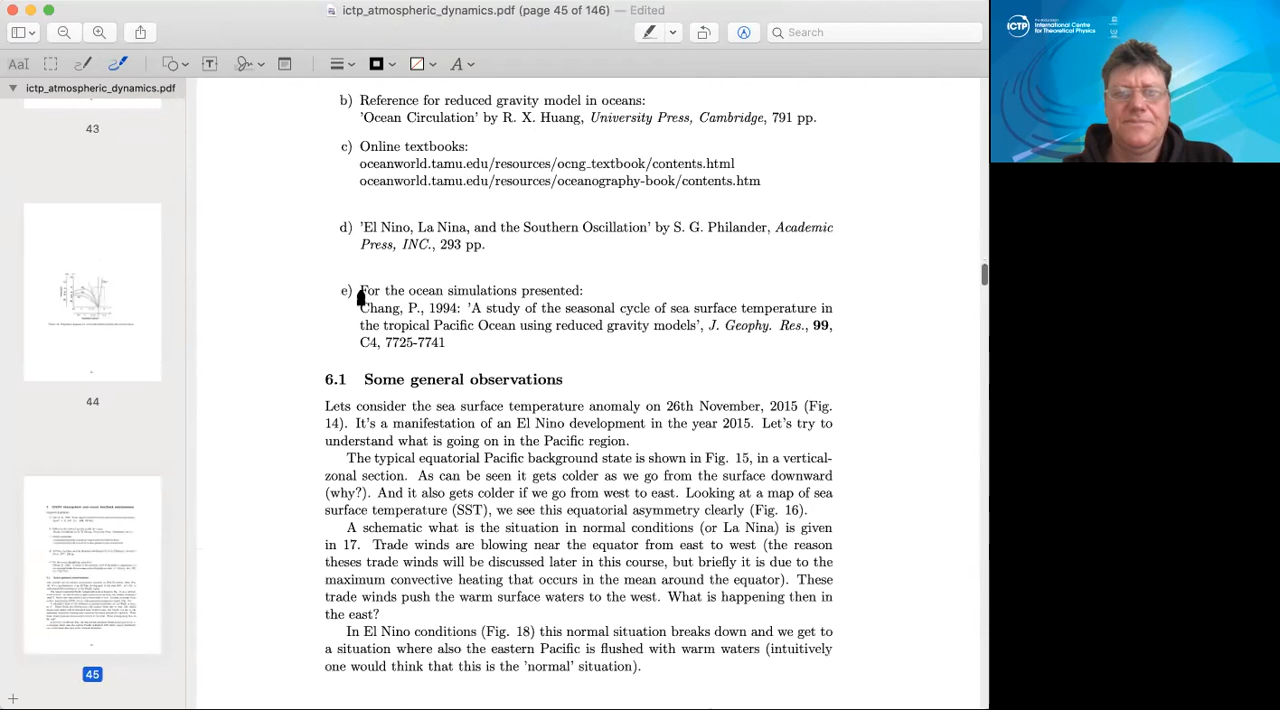 ictp_atmospheric_dynamics.pdf (page 45 of 146) — Edited
Search
AaI
T
A
ictp_atmospheric_dynamics.pdf
43
44
45
b) Reference for reduced gravity model in oceans:
'Ocean Cirulation' by R. X. Huang, University Press, Cambridge, 791 pp.
c) Online textbooks:
oceanworld.tamu.edu/resources/ocng_textbook/contents.html
oceanworld.tamu.edu/resources/oceanography-book/contents.htm
d) 'El Nino, La Nina, and the Southern Oscillation' by S. G. Philander, Academic
Press, INC., 293 pp.
e) For the ocean simulations presented:
Chang, P., 1994: 'A study of the seasonal cycle of sea surface temperature in
the tropical Pacific Ocean using reduced gravity models', J. Geophy. Res., 99,
C4, 7725-7741
6.1 Some general observations
Lets consider the sea surface temperature anomaly on 26th November, 2015 (Fig.
14). It's a manifestation of an El Nino development in the year 2015. Let's try to
understand what is going on in the Pacific region.
The typical equatorial Pacific background state is shown in Fig. 15, in a vertical-
zonal section. As can be seen it gets colder as we go from the surface downward
(why?). And it also gets colder if we go from west to east. Looking at a map of sea
surface temperature (SST), we see this equatorial asymmetry clearly (Fig. 16).
A schematic what is the situation in normal conditions (or La Nina) is given
in 17. Trade winds are blowing near the equator from east to west (the reason
theses trade winds will be discussed later in this course, but briefly it is due to the
fact that the solar heating is largest in the mean around the equator). These
trade winds push the warm surface waters to the west. What is happening then in
the east?
In El Nino conditions (Fig. 18) this normal situation breaks down and we get to
a situation where also the eastern Pacific is flushed with warm waters (intuitively
one would think that this is the 'normal' situation).
ICTP
International Centre
for Theoretical Physics